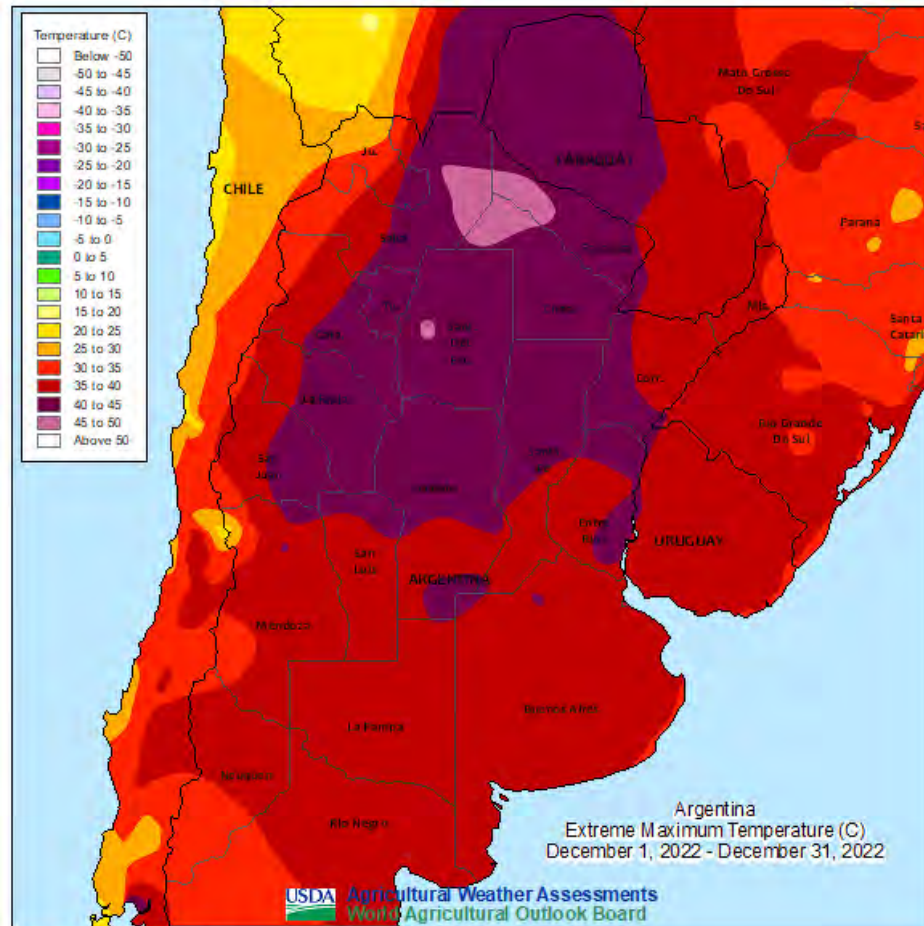 Temperature (C)
Below -50
-50 to -45
-45 to -40
-40 to -35
-35 to -30
-30 to -25
-25 to -20
-20 to -15
-15 to -10
-10 to -5
-5 to 0
0 to 5
5 to 10
10 to 15
15 to 20
20 to 25
25 to 30
30 to 35
35 to 40
40 to 45
45 to 50
Above 50
Mato Grosso
Do Sul
PARAGUAY
Ju.
CHILE
Parana
Salta
Formosa
Tu.
Chaco
Mis.
Santa
Catari
Cata.
La Rioja
Corr.
Rio Grande
Do Sul
San
Juan
Cordoba
Entre
Rios
URUGUAY
San
Luis
ARGENTINA
Mendoza
La Pampa
Buenos Aires
Neuquen
Rio Negro
Argentina
Extreme Maximum Temperature (C)
December 1, 2022 - December 31, 2022
USDA Agricultural Weather Assessments
World Agricultural Outlook Board